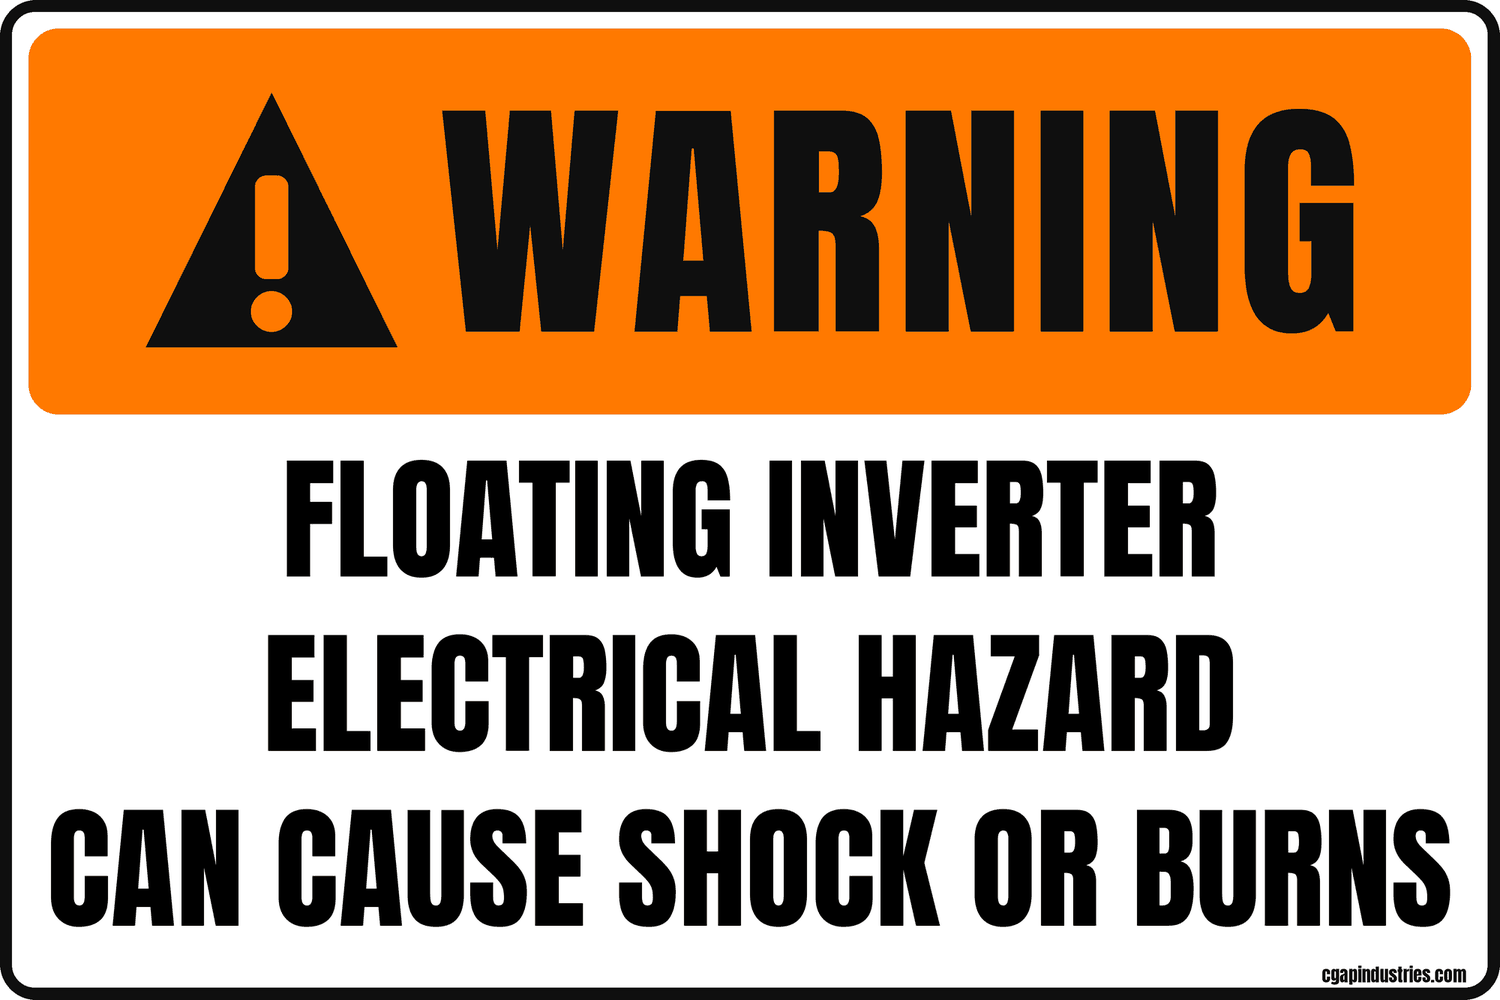 WARNING
FLOATING INVERTER
ELECTRICAL HAZARD
CAN CAUSE SHOCK OR BURNS
cgapindustries.com